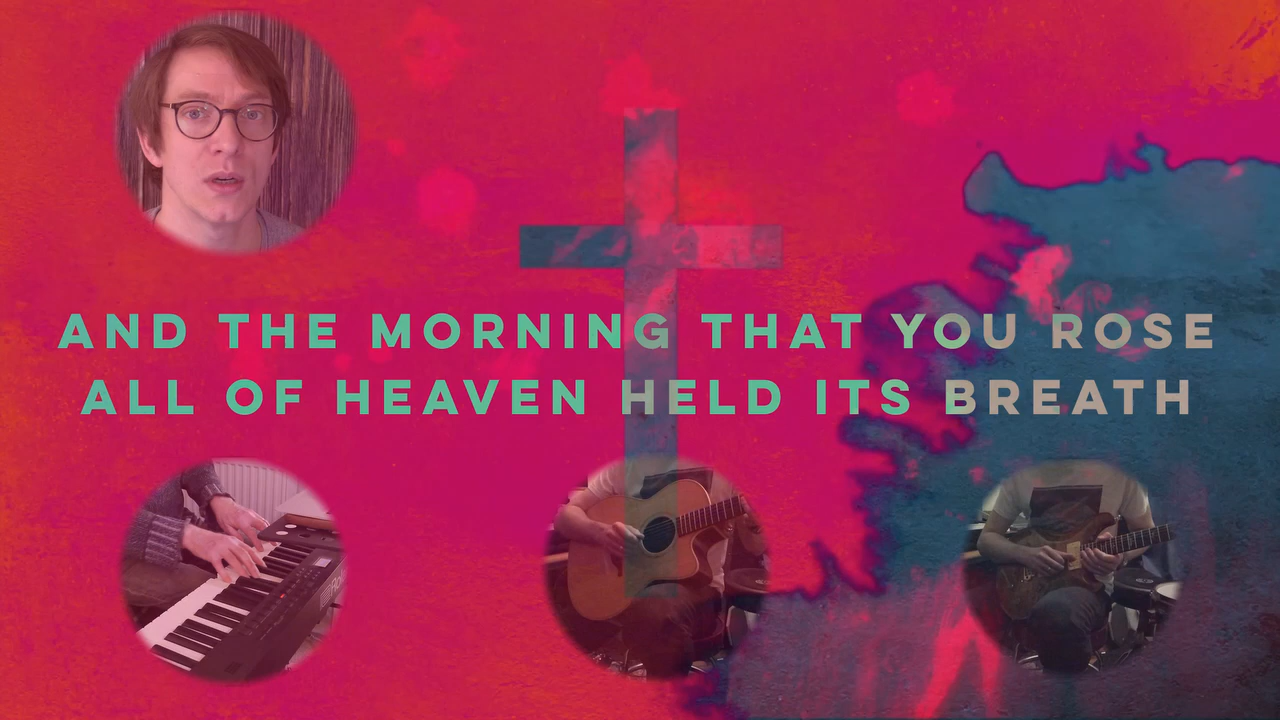 AND THE MORNING THAT YOU ROSE
ALL OF HEAVEN HELD ITS BREATH